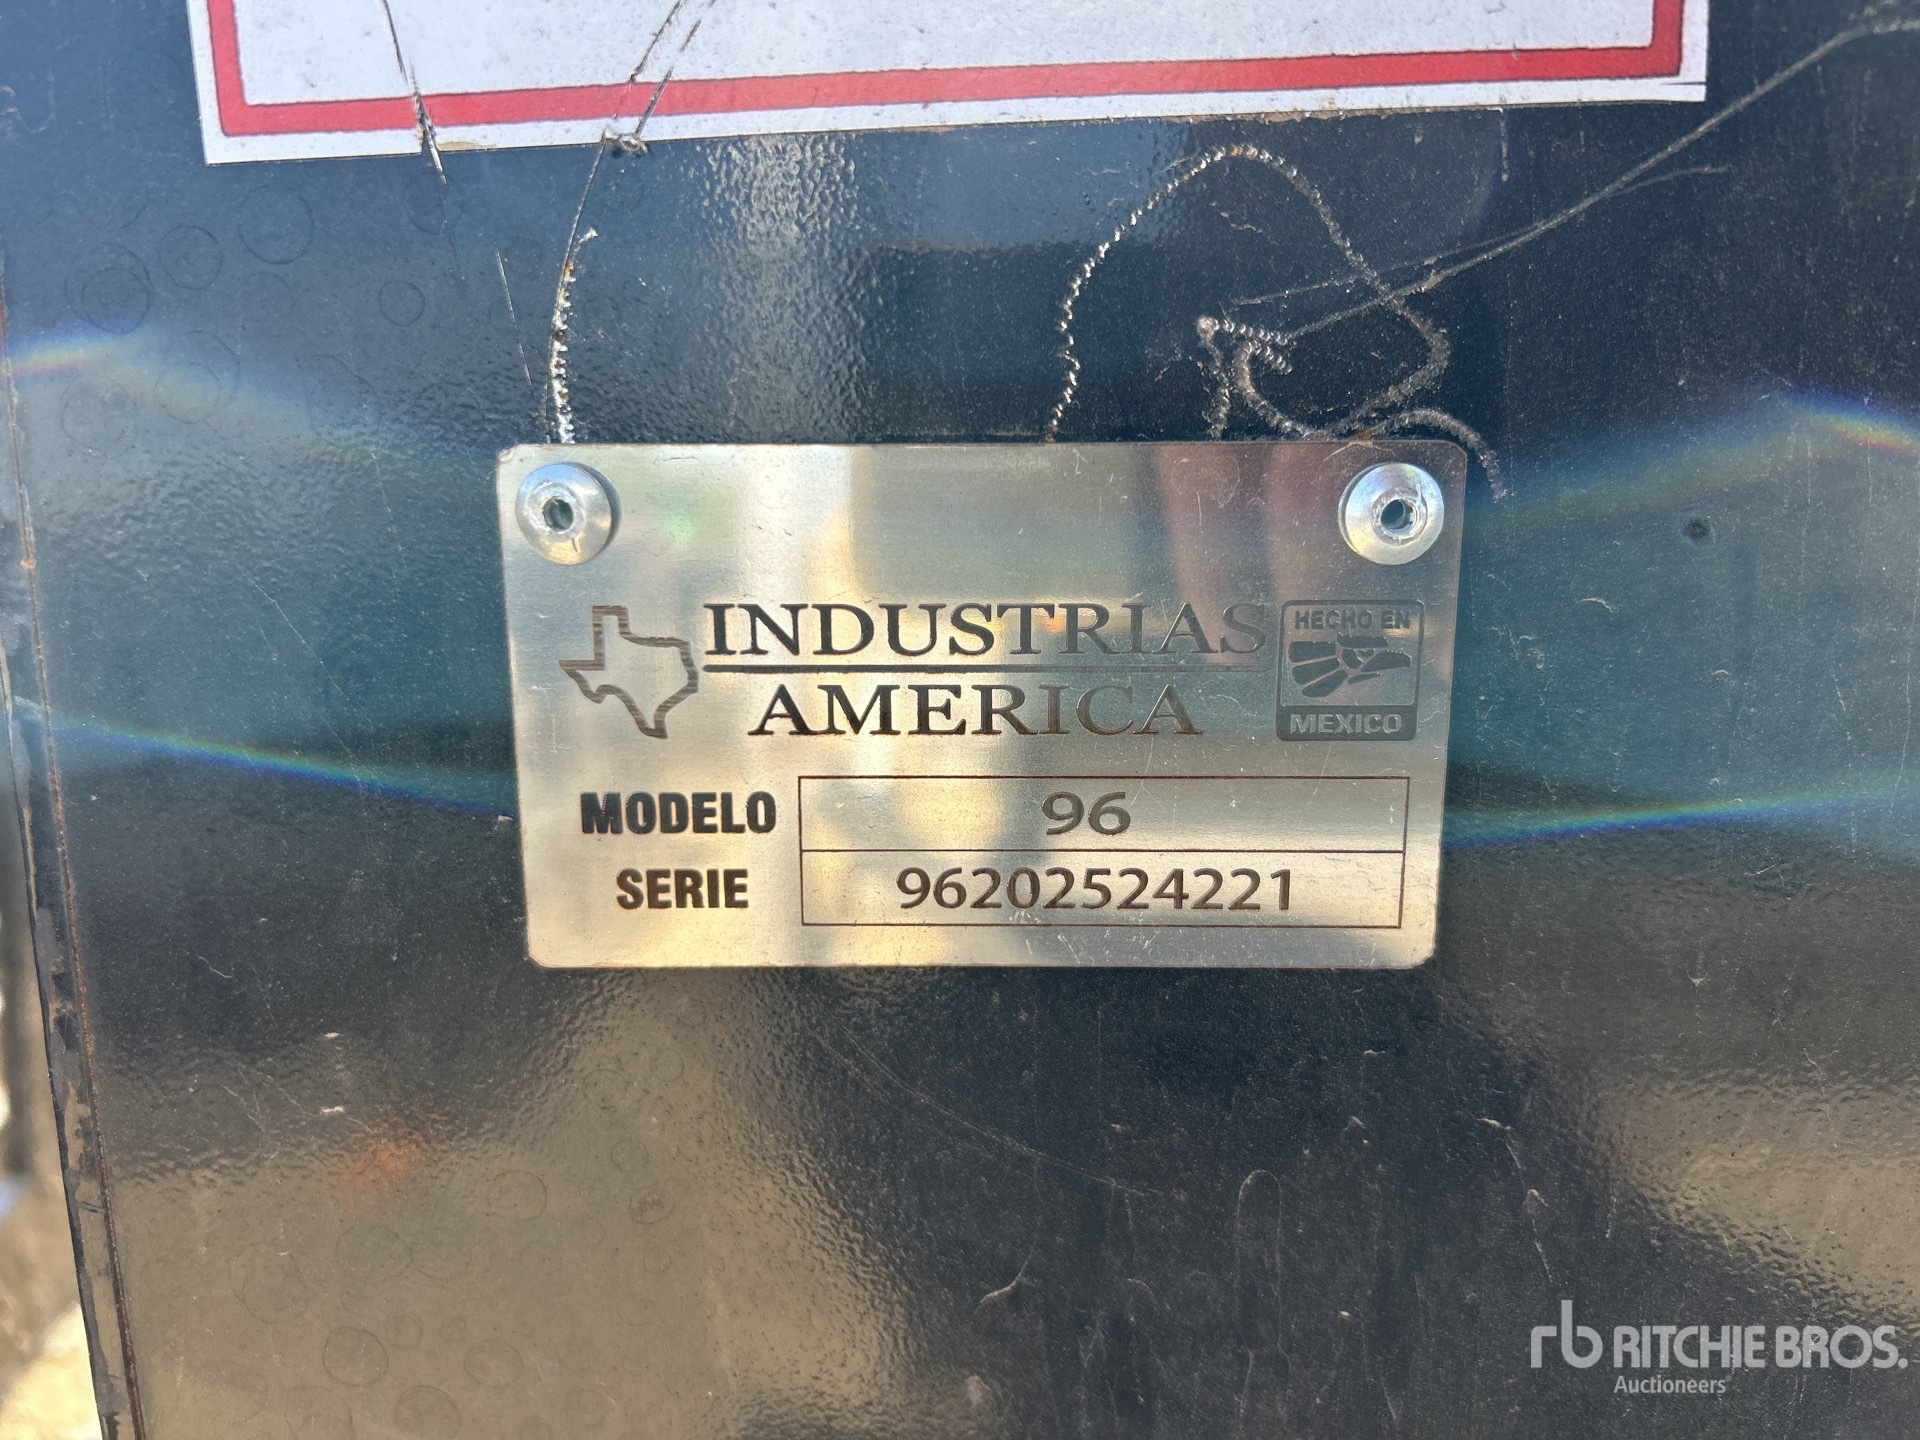 INDUSTRIAS
AMERICA
HECHO EN
MEXICO
MODELO 96
SERIE 96202524221
rb RITCHIE BROS.
Auctioneers